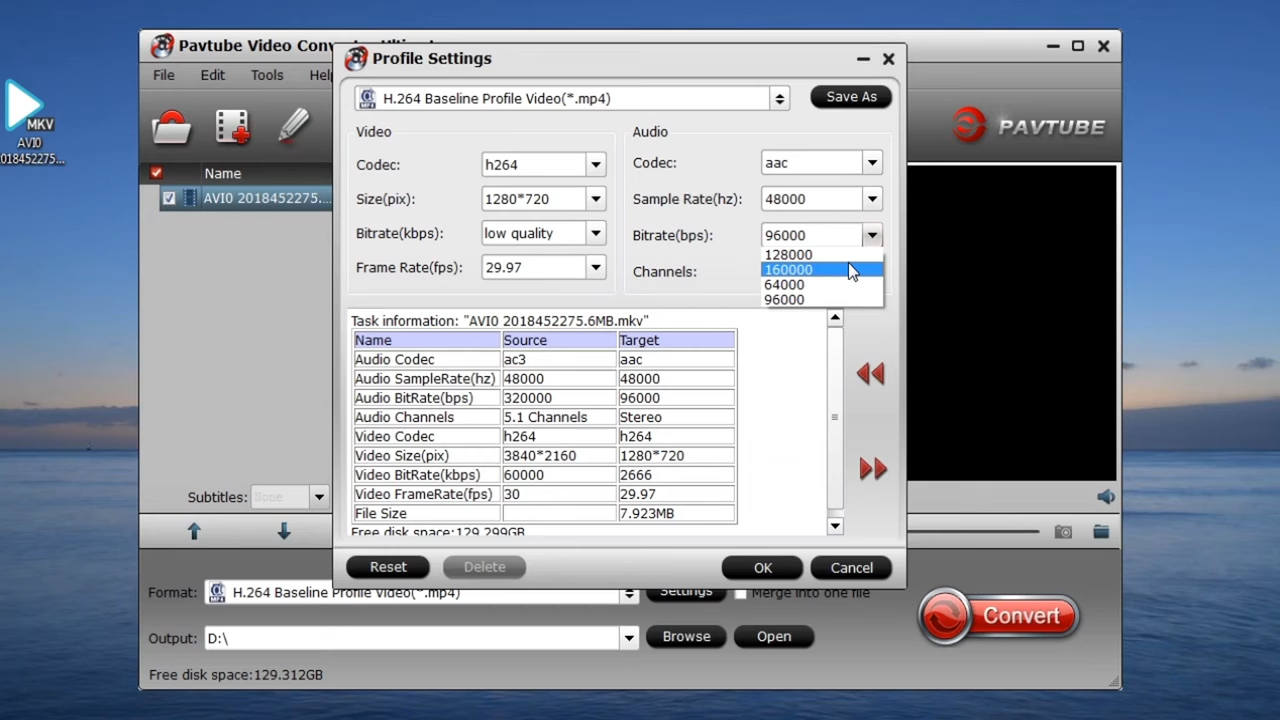 MKV
AVI0
2018452275...
Pavtube Video Conv
File Edit Tools
PAVTUBE
Name
AVI0 2018452275....
Profile Settings
H.264 Baseline Profile Video(*.mp4)
Save As
Video
Codec: h264
Size(pix): 1280*720
Bitrate(kbps): low quality
Frame Rate(fps): 29.97
Audio
Codec: aac
Sample Rate(hz): 48000
Bitrate(bps): 96000
128000
160000
64000
96000
Channels:
Task information: "AVI0 2018452275.6MB.mkv"
Name Source Target
Audio Codec ac3 aac
Audio SampleRate(hz) 48000 48000
Audio BitRate(bps) 320000 96000
Audio Channels 5.1 Channels Stereo
Video Codec h264 h264
Video Size(pix) 3840*2160 1280*720
Video BitRate(kbps) 60000 2666
Video FrameRate(fps) 30 29.97
File Size 7.923MB
Free disk space:129.299GB
Reset Delete OK Cancel
Subtitles: None
Format: H.264 Baseline Profile Video(*.mp4) Settings Merge into one file
Output: D:\ Browse Open
Convert
Free disk space:129.312GB